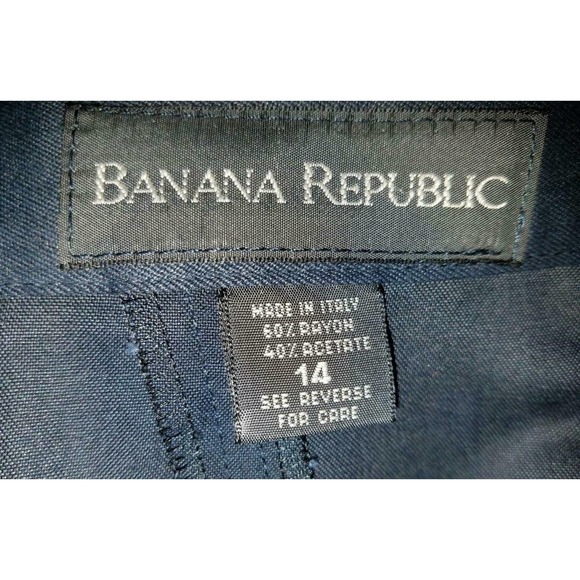 BANANA REPUBLIC
MADE IN ITALY
60% RAYON
40% ACETATE
14
SEE REVERSE
FOR CARE